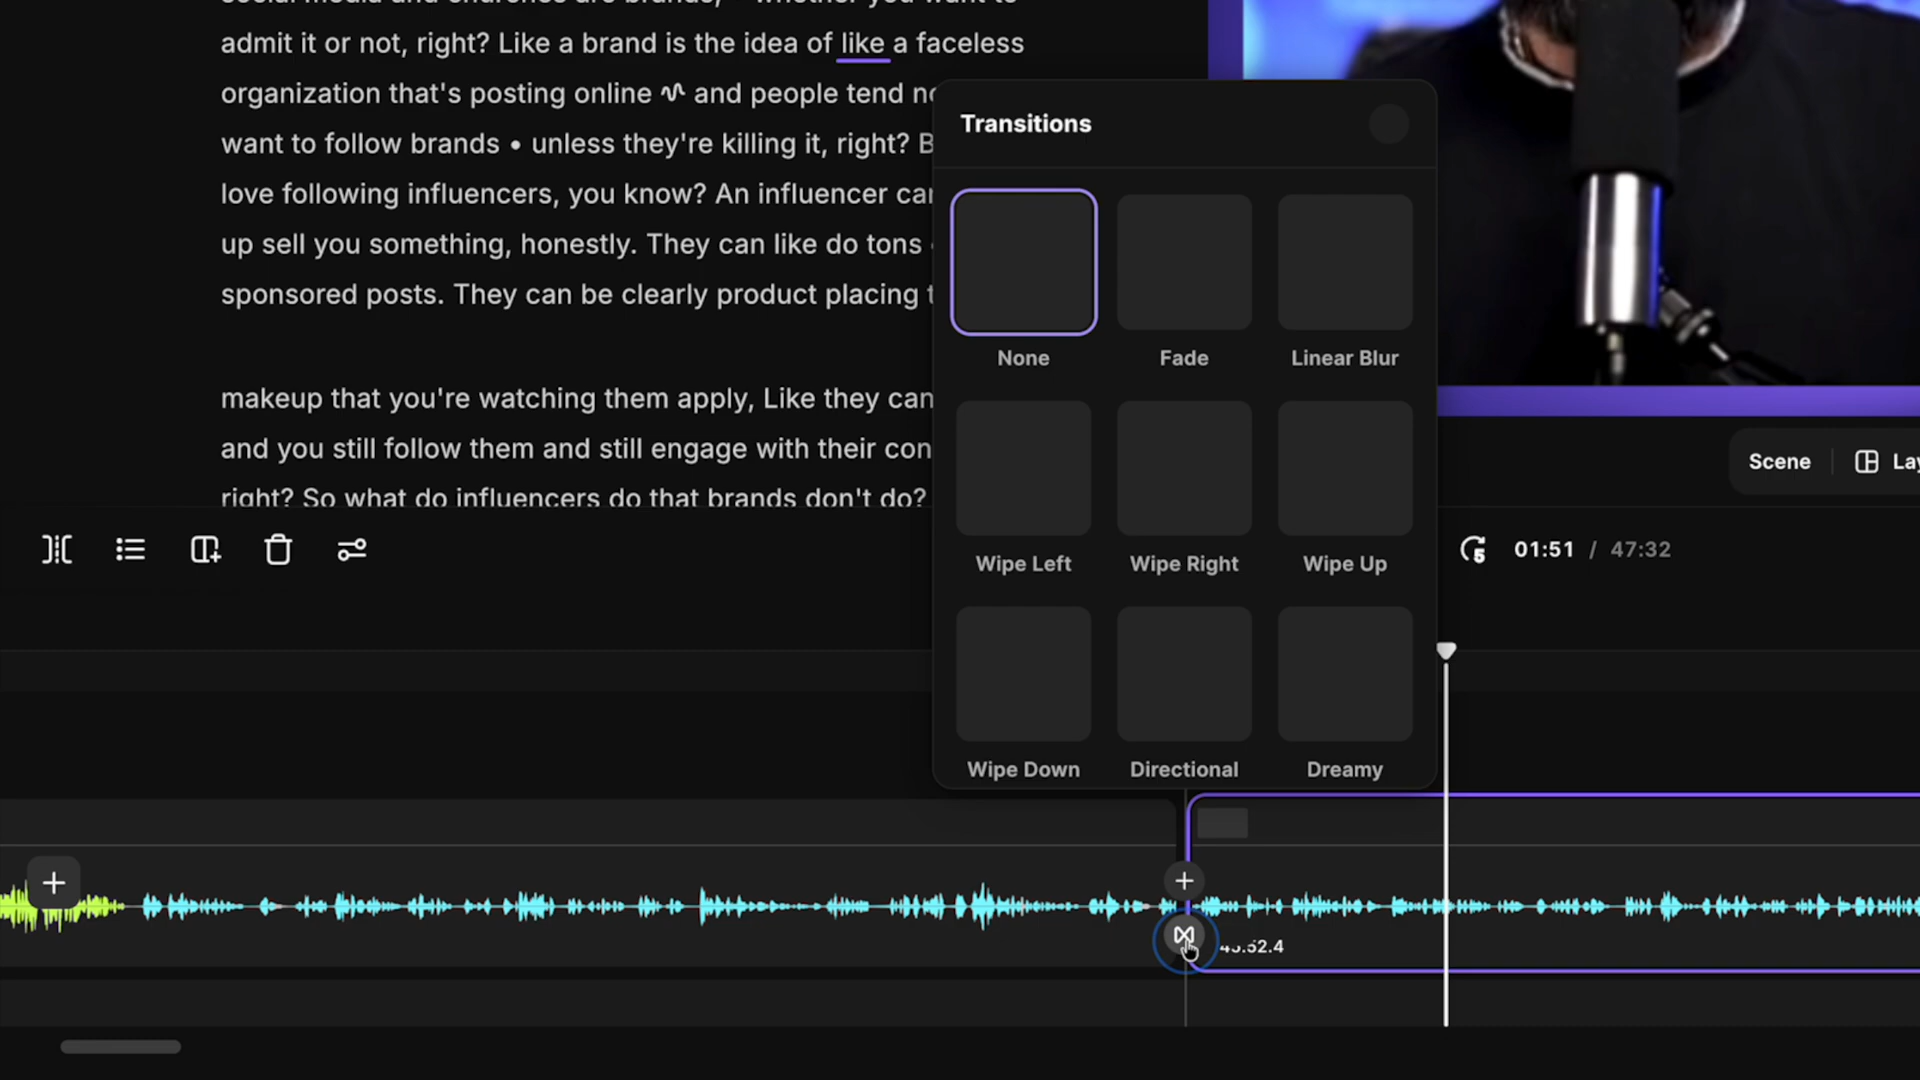 admit it or not, right? Like a brand is the idea of like a faceless
organization that's posting online and people tend
want to follow brands • unless they're killing it, right?
love following influencers, you know? An influencer
up sell you something, honestly. They can like do tons
sponsored posts. They can be clearly product placing
makeup that you're watching them apply, Like they can
and you still follow them and still engage with their
right? So what do influencers do that brands don't do?
Transitions
None
Fade
Linear Blur
Wipe Left
Wipe Right
Wipe Up
Wipe Down
Directional
Dreamy
Scene
5
01:51 / 47:32